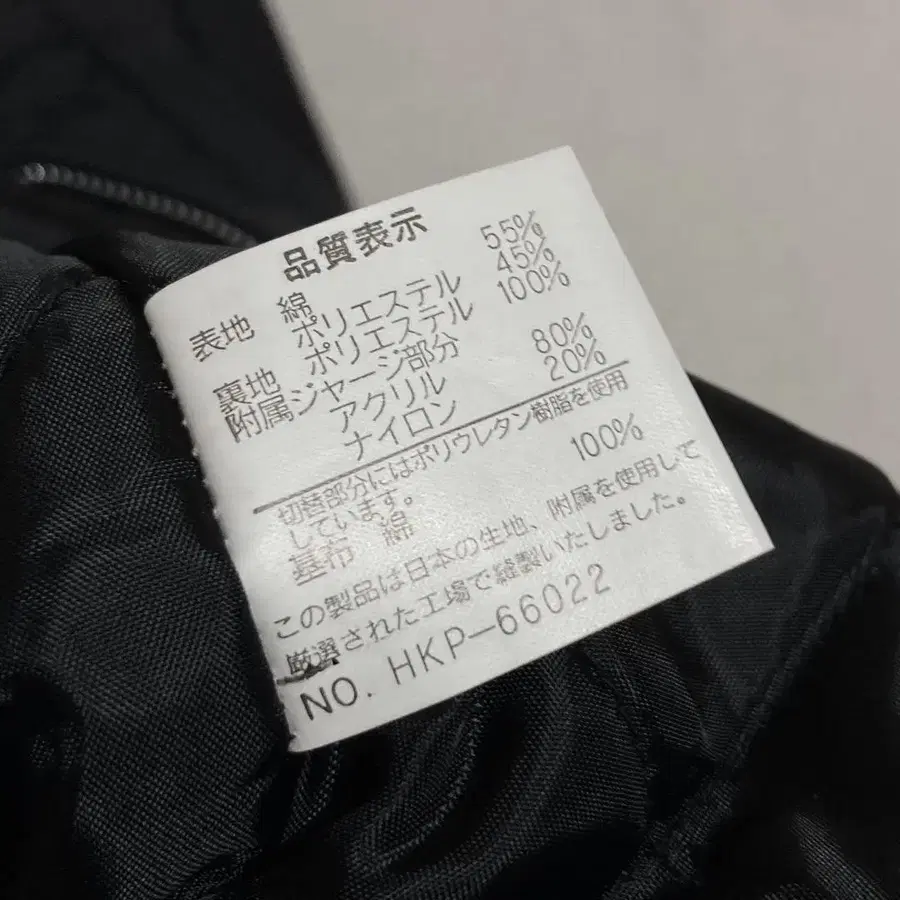 品質表示
表地 綿 55%
ポリエステル 45%
裏地 ポリエステル 100%
附属ジャージ部分
アクリル 80%
ナイロン 20%
切替部分にはポリウレタン樹脂を使用
しています。
基布 綿 100%
この製品は日本の生地、附属を使用して
厳選された工場で縫製いたしました。
NO. HKP-66022